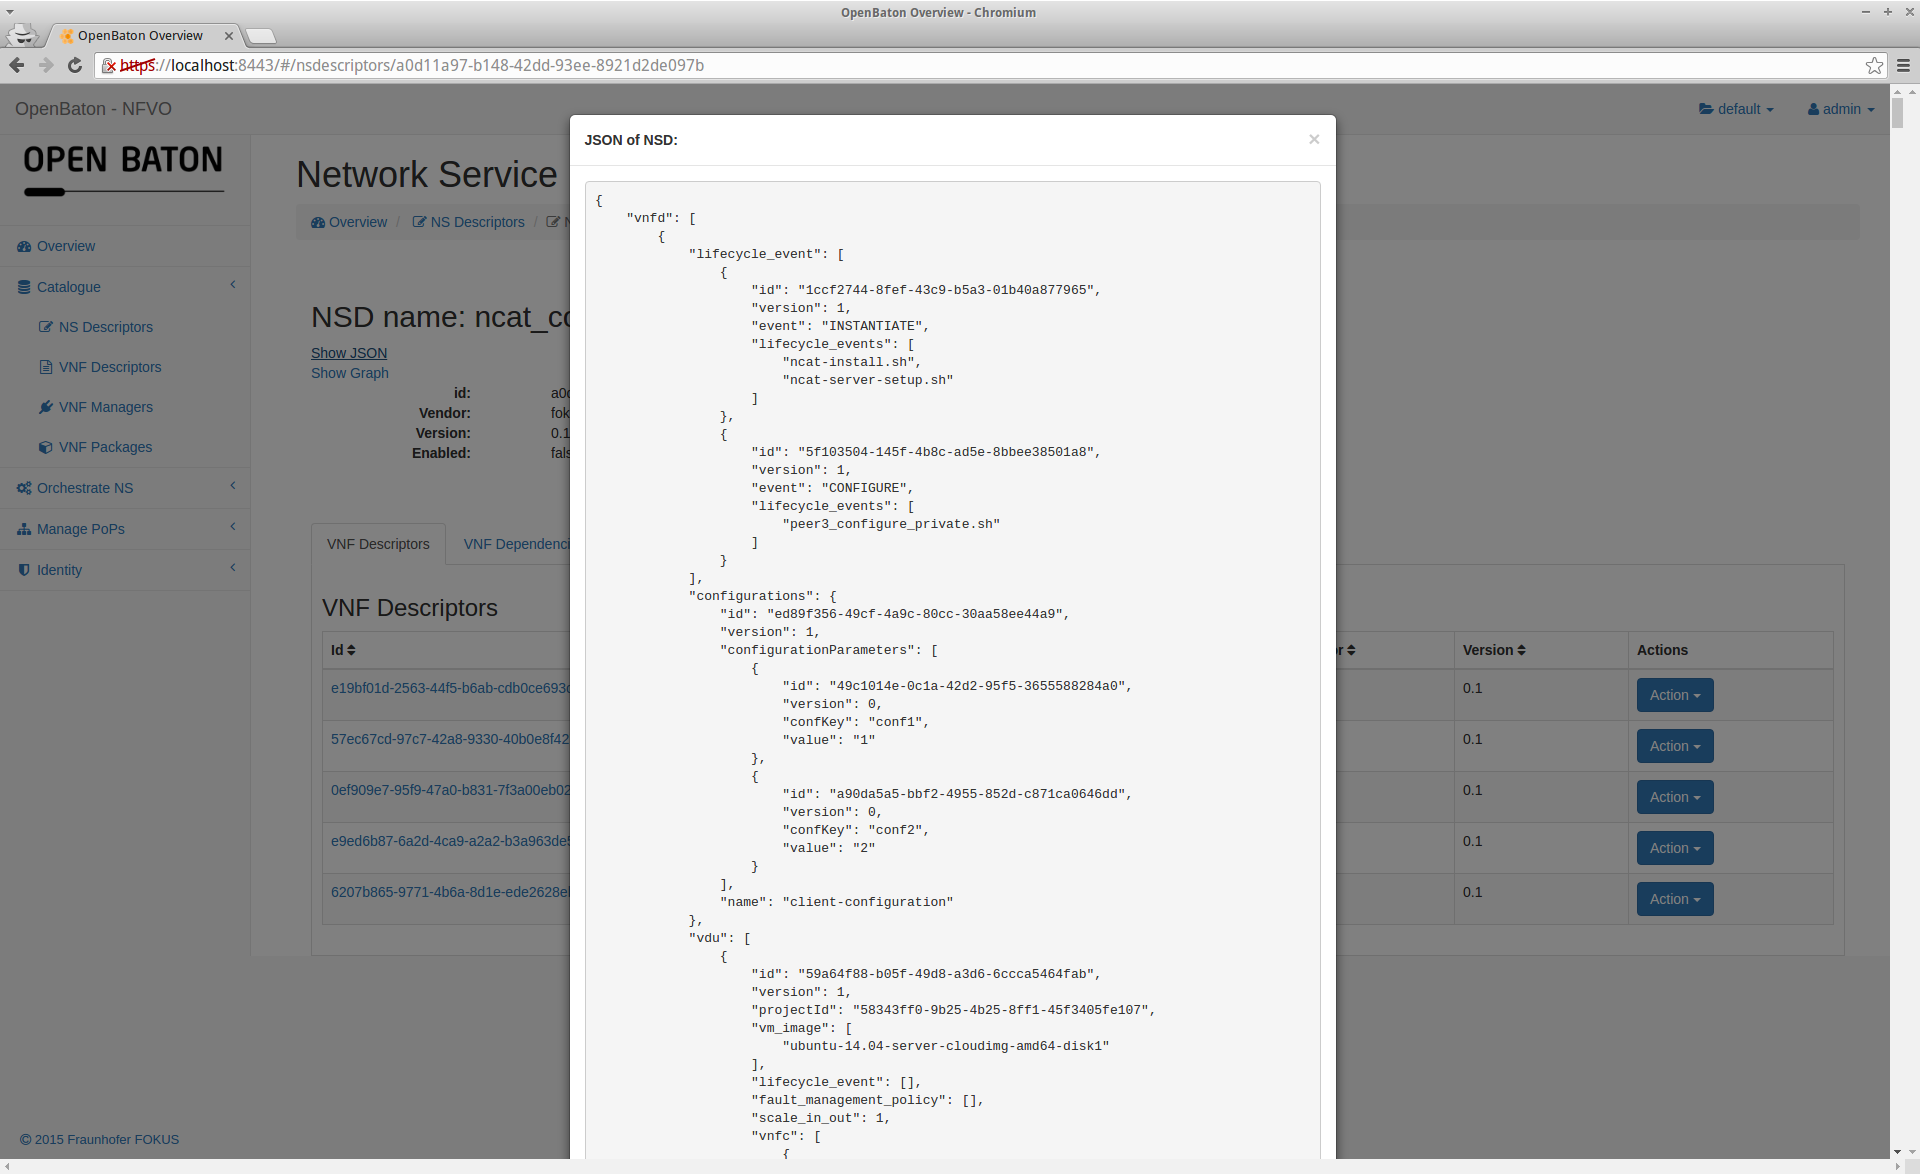 OpenBaton Overview - Chromium
OpenBaton Overview
https://localhost:8443/#/nsdescriptors/a0d11a97-b148-42dd-93ee-8921d2de097b
OpenBaton - NFVO
default
admin
OPEN BATON
Overview
Catalogue
NS Descriptors
VNF Descriptors
VNF Managers
VNF Packages
Orchestrate NS
Manage PoPs
Identity
© 2015 Fraunhofer FOKUS
Network Service
Overview / NS Descriptors /
NSD name: ncat_co
Show JSON
Show Graph
id: a0
Vendor: fok
Version: 0.1
Enabled: fals
VNF Descriptors
VNF Dependenci
VNF Descriptors
Id
Version
Actions
e19bf01d-2563-44f5-b6ab-cdb0ce693
0.1
Action
57ec67cd-97c7-42a8-9330-40b0e8f42
0.1
Action
0ef909e7-95f9-47a0-b831-7f3a00eb02
0.1
Action
e9ed6b87-6a2d-4ca9-a2a2-b3a963de
0.1
Action
6207b865-9771-4b6a-8d1e-ede2628e
0.1
Action
JSON of NSD:
×
{
"vnfd": [
{
"lifecycle_event": [
{
"id": "1ccf2744-8fef-43c9-b5a3-01b40a877965",
"version": 1,
"event": "INSTANTIATE",
"lifecycle_events": [
"ncat-install.sh",
"ncat-server-setup.sh"
]
},
{
"id": "5f103504-145f-4b8c-ad5e-8bbee38501a8",
"version": 1,
"event": "CONFIGURE",
"lifecycle_events": [
"peer3_configure_private.sh"
]
}
],
"configurations": {
"id": "ed89f356-49cf-4a9c-80cc-30aa58ee44a9",
"version": 1,
"configurationParameters": [
{
"id": "49c1014e-0c1a-42d2-95f5-3655588284a0",
"version": 0,
"confKey": "conf1",
"value": "1"
},
{
"id": "a90da5a5-bbf2-4955-852d-c871ca0646dd",
"version": 0,
"confKey": "conf2",
"value": "2"
}
],
"name": "client-configuration"
},
"vdu": [
{
"id": "59a64f88-b05f-49d8-a3d6-6ccca5464fab",
"version": 1,
"projectId": "58343ff0-9b25-4b25-8ff1-45f3405fe107",
"vm_image": [
"ubuntu-14.04-server-cloudimg-amd64-disk1"
],
"lifecycle_event": [],
"fault_management_policy": [],
"scale_in_out": 1,
"vnfc": [
{